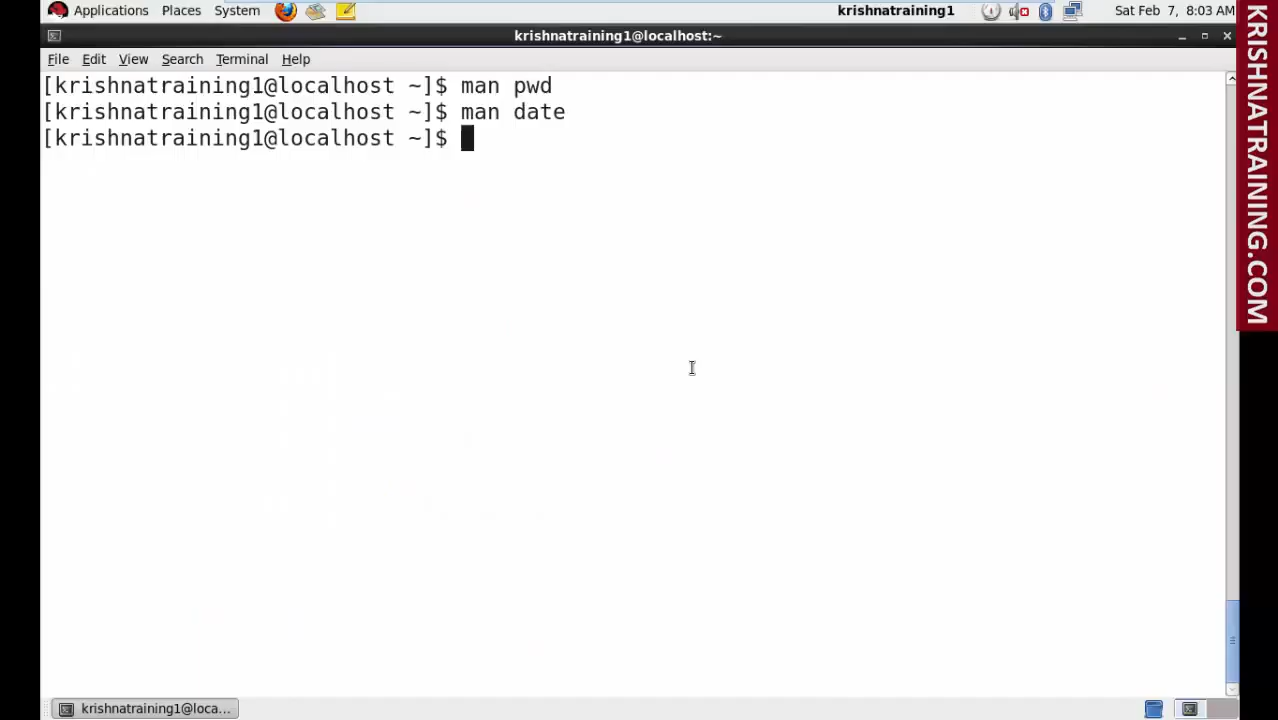 Applications Places System krishnatraining1 Sat Feb 7, 8:03 AM
krishnatraining1@localhost:~
File Edit View Search Terminal Help
[krishnatraining1@localhost ~]$ man pwd
[krishnatraining1@localhost ~]$ man date
[krishnatraining1@localhost ~]$
krishnatraining1@loca...
KRISHNATRAINING.COM